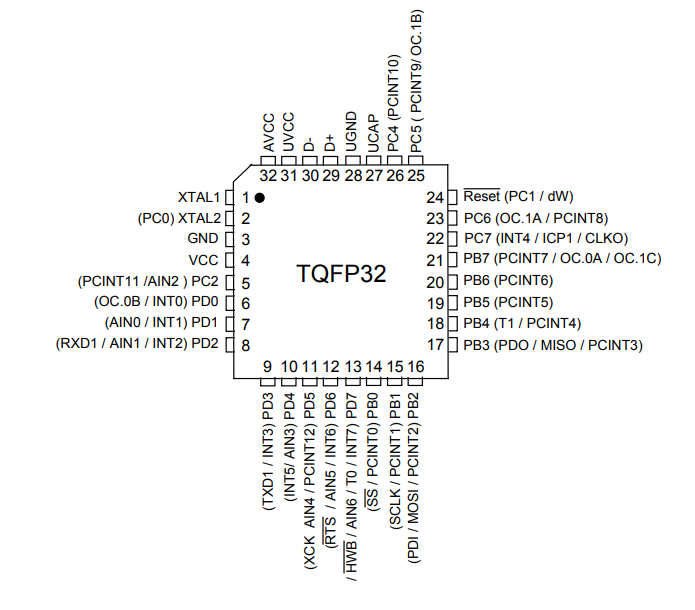 AVCC
UVCC
D-
D+
UGND
UCAP
PC4 (PCINT10)
PC5 ( PCINT9/ OC.1B)
32 31 30 29 28 27 26 25
XTAL1 1
(PC0) XTAL2 2
GND 3
VCC 4
(PCINT11 /AIN2 ) PC2 5
(OC.0B / INT0) PD0 6
(AIN0 / INT1) PD1 7
(RXD1 / AIN1 / INT2) PD2 8
TQFP32
24 Reset (PC1 / dW)
23 PC6 (OC.1A / PCINT8)
22 PC7 (INT4 / ICP1 / CLKO)
21 PB7 (PCINT7 / OC.0A / OC.1C)
20 PB6 (PCINT6)
19 PB5 (PCINT5)
18 PB4 (T1 / PCINT4)
17 PB3 (PDO / MISO / PCINT3)
9 10 11 12 13 14 15 16
(TXD1 / INT3) PD3
(INT5/ AIN3) PD4
(XCK AIN4 / PCINT12) PD5
(RTS / AIN5 / INT6) PD6
/ HWB / AIN6 / T0 / INT7) PD7
(SS / PCINT0) PB0
(SCLK / PCINT1) PB1
(PDI / MOSI / PCINT2) PB2